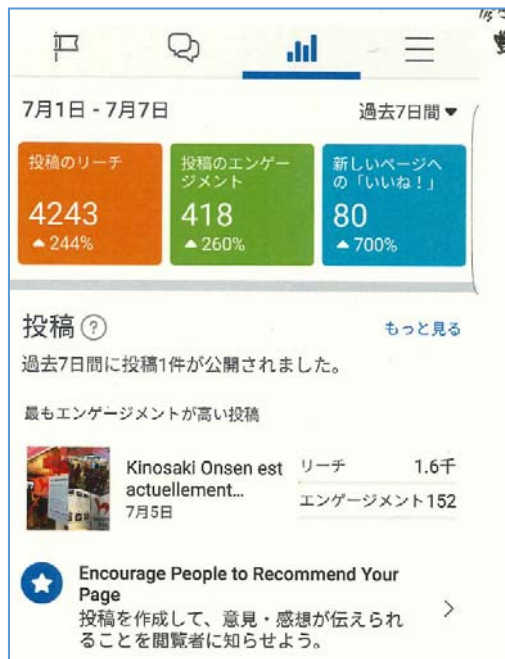 7月1日 - 7月7日
過去7日間▼
投稿のリーチ
4243
▲ 244%
投稿のエンゲー
ジメント
418
▲ 260%
新しいページへ
の「いいね!」
80
▲ 700%
投稿 ?
もっと見る
過去7日間に投稿1件が公開されました。
最もエンゲージメントが高い投稿
Kinosaki Onsen est
actuellement...
7月5日
リーチ 1.6千
エンゲージメント 152
Encourage People to Recommend Your
Page
投稿を作成して、意見・感想が伝えられ
ることを閲覧者に知らせよう。